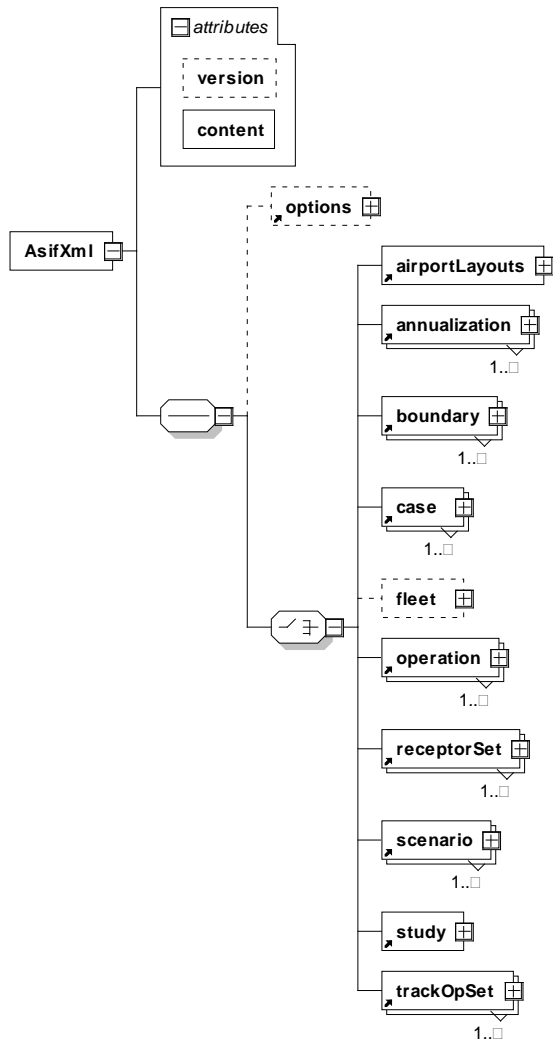 attributes
version
content
options
AsifXml
airportLayouts
annualization
1..□
boundary
1..□
case
1..□
fleet
operation
1..□
receptorSet
1..□
scenario
1..□
study
trackOpSet
1..□